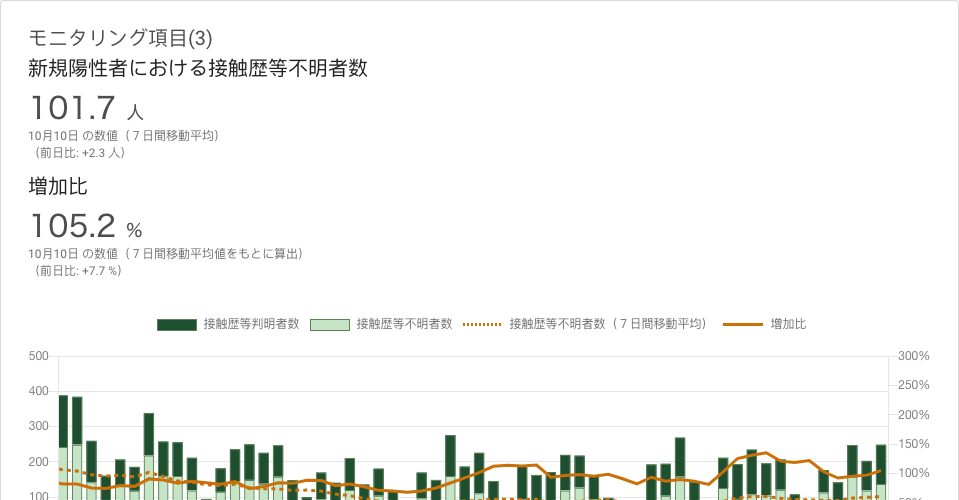 モニタリング項目(3)
新規陽性者における接触歴等不明者数
101.7 人
10月10日 の数値（７日間移動平均）
（前日比: +2.3 人）
増加比
105.2 %
10月10日 の数値（７日間移動平均値をもとに算出）
（前日比: +7.7 %）
接触歴等判明者数 接触歴等不明者数 接触歴等不明者数（７日間移動平均） 増加比
500 300%
250%
400
300 200%
150%
200
100%
100